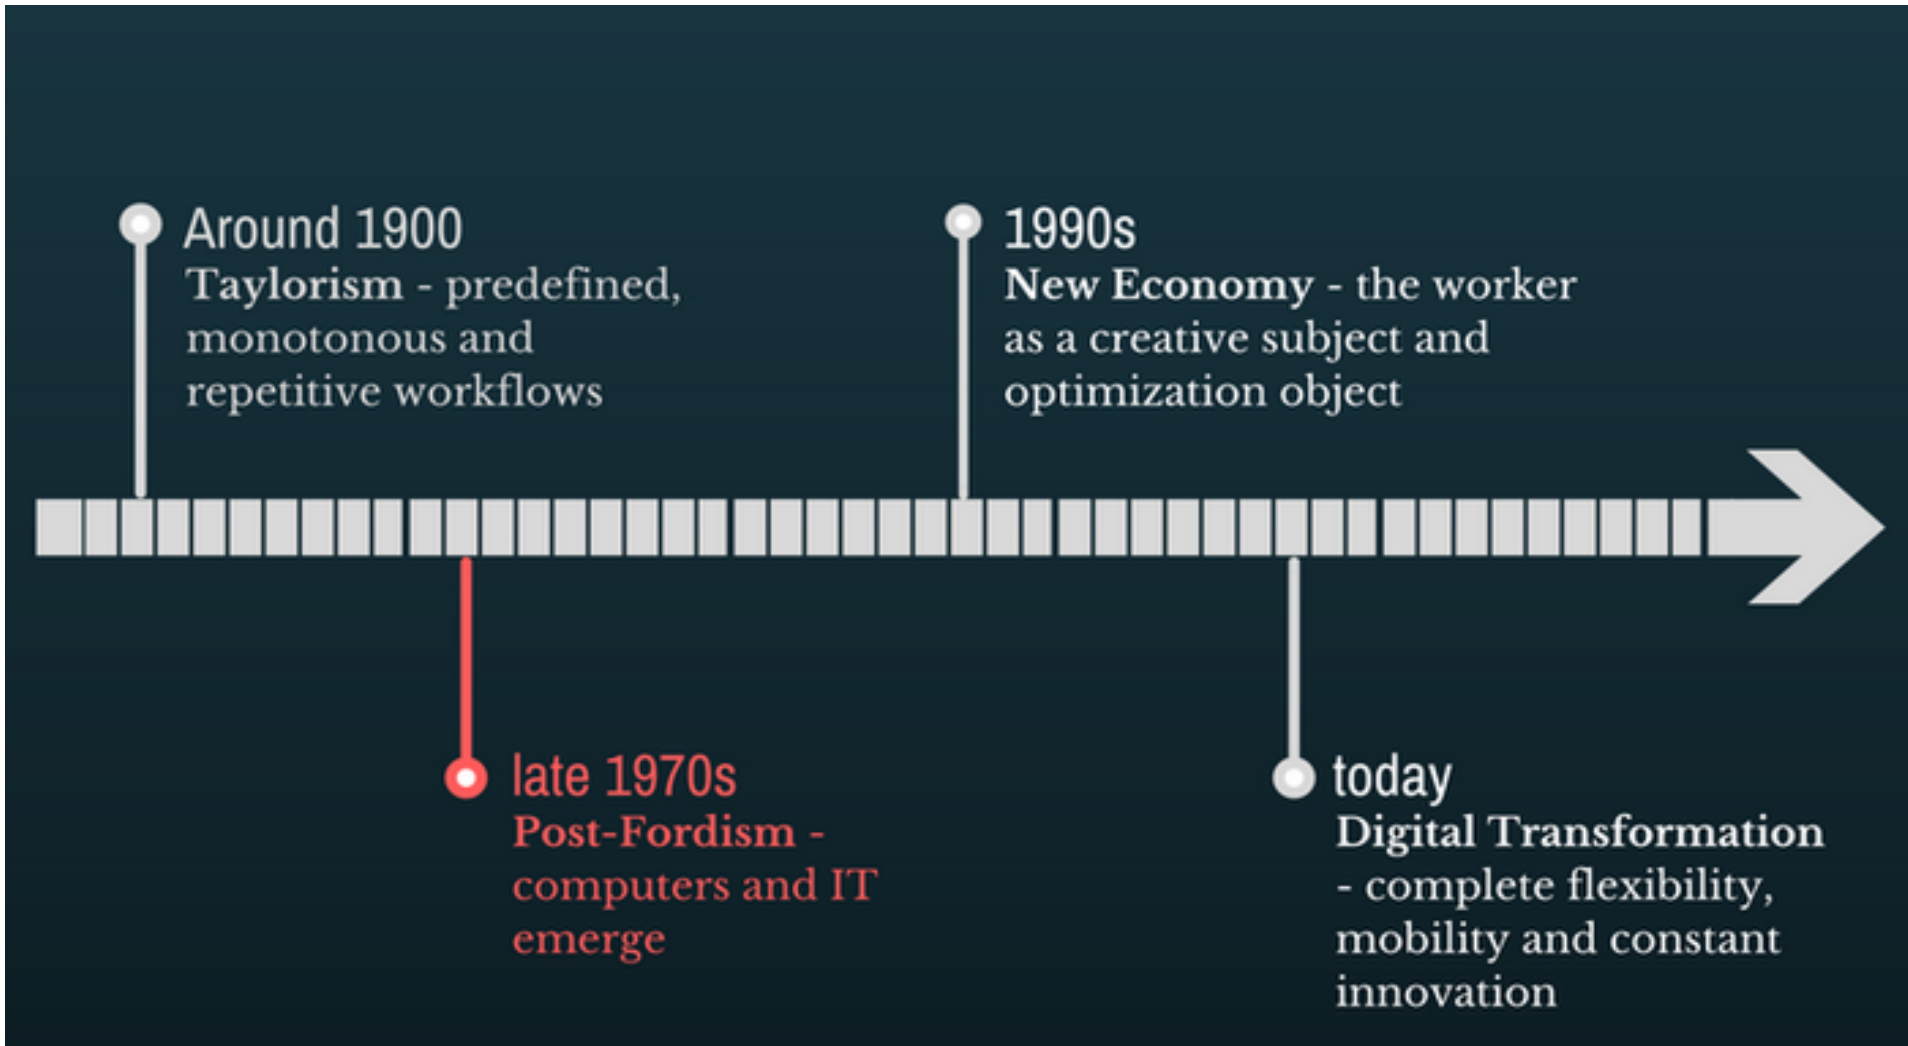 Around 1900
Taylorism - predefined,
monotonous and
repetitive workflows
1990s
New Economy - the worker
as a creative subject and
optimization object
late 1970s
Post-Fordism -
computers and IT
emerge
today
Digital Transformation
- complete flexibility,
mobility and constant
innovation